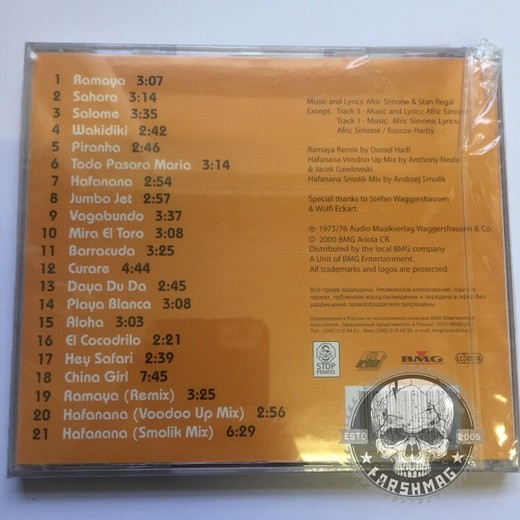 1 Ramaya 3:07
2 Sahara 3:14
3 Salome 3:35
4 Wakidiki 2:42
5 Piranha 2:46
6 Todo Pasara Maria 3:14
7 Hafanana 2:54
8 Jumbo Jet 2:57
9 Vagabundo 3:37
10 Mira El Toro 3:08
11 Barracuda 3:25
12 Curare 4:44
13 Daya Du Da 2:45
14 Playa Blanca 3:08
15 Aloha 3:03
16 El Cocodrilo 2:21
17 Hey Safari 2:39
18 China Girl 7:45
19 Ramaya (Remix) 3:25
20 Hafanana (Voodoo Up Mix) 2:56
21 Hafanana (Smolik Mix) 6:29
Music and Lyrics: Afric Simone & Stan Regal
Except: Track 3 - Music and Lyrics: Afric Simone
Track 1 - Music: Afric Simone, Lyrics:
Afric Simone / Roscoe Harby
Ramaya Remix by Daniel Hadl
Hafanana Voodoo Up Mix by Anthony Neale
& Jacek Gawlowski
Hafanana Smolik Mix by Andrzej Smolik
Special thanks to Stefan Waggershausen
& Wolfi Eckart.
℗ 1975/76 Audio Musikverlag Waggershausen & Co.
© 2000 BMG Ariola CR.
Distributed by the local BMG company
A Unit of BMG Entertainment.
All trademarks and logos are protected.
Все права защищены. Незаконное копирование, сдача в
прокат, публичное воспроизведение и передача в эфир без
разрешения правообладателя запрещены.
STOP
PIRATES
ariola
BMG
LC
ESTD 2005
FARSHMAG